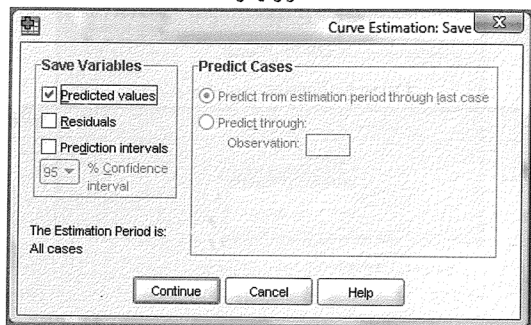 Curve Estimation: Save
Save Variables
Predicted values
Residuals
Prediction intervals
95 % Confidence
interval
The Estimation Period is:
All cases
Predict Cases
Predict from estimation period through last case
Predict through:
Observation:
Continue Cancel Help